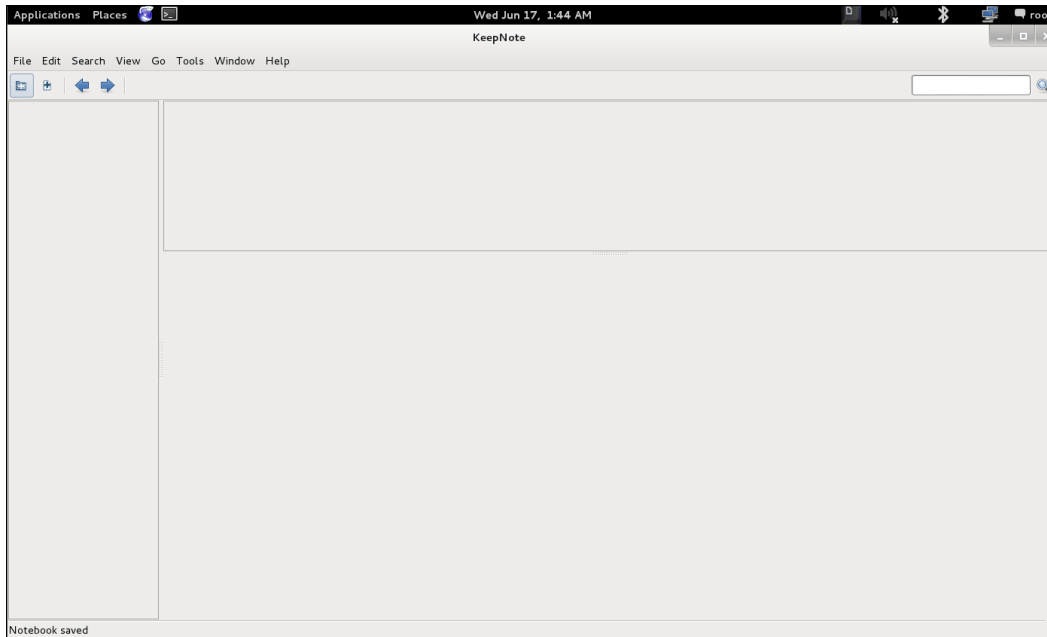 Applications Places Wed Jun 17, 1:44 AM roo
KeepNote
File Edit Search View Go Tools Window Help
Notebook saved